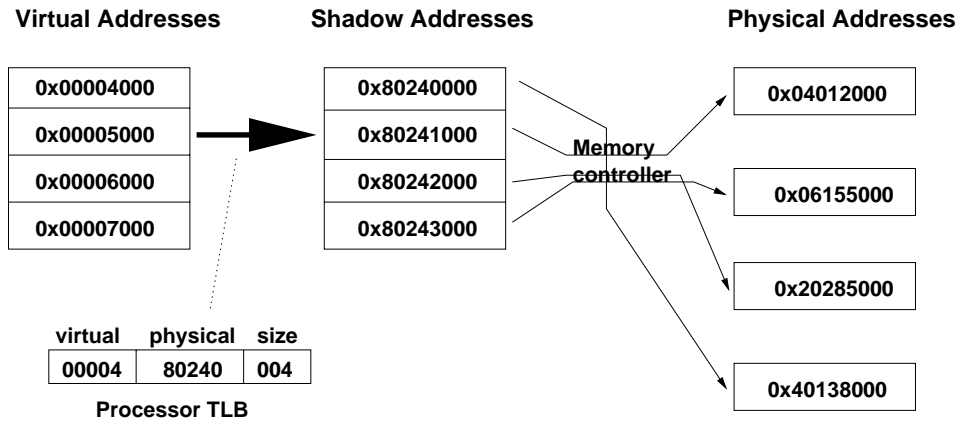 Virtual Addresses
Shadow Addresses
Physical Addresses
0x00004000
0x00005000
0x00006000
0x00007000
0x80240000
0x80241000
0x80242000
0x80243000
Memory
controller
0x04012000
0x06155000
0x20285000
0x40138000
virtual physical size
00004 80240 004
Processor TLB